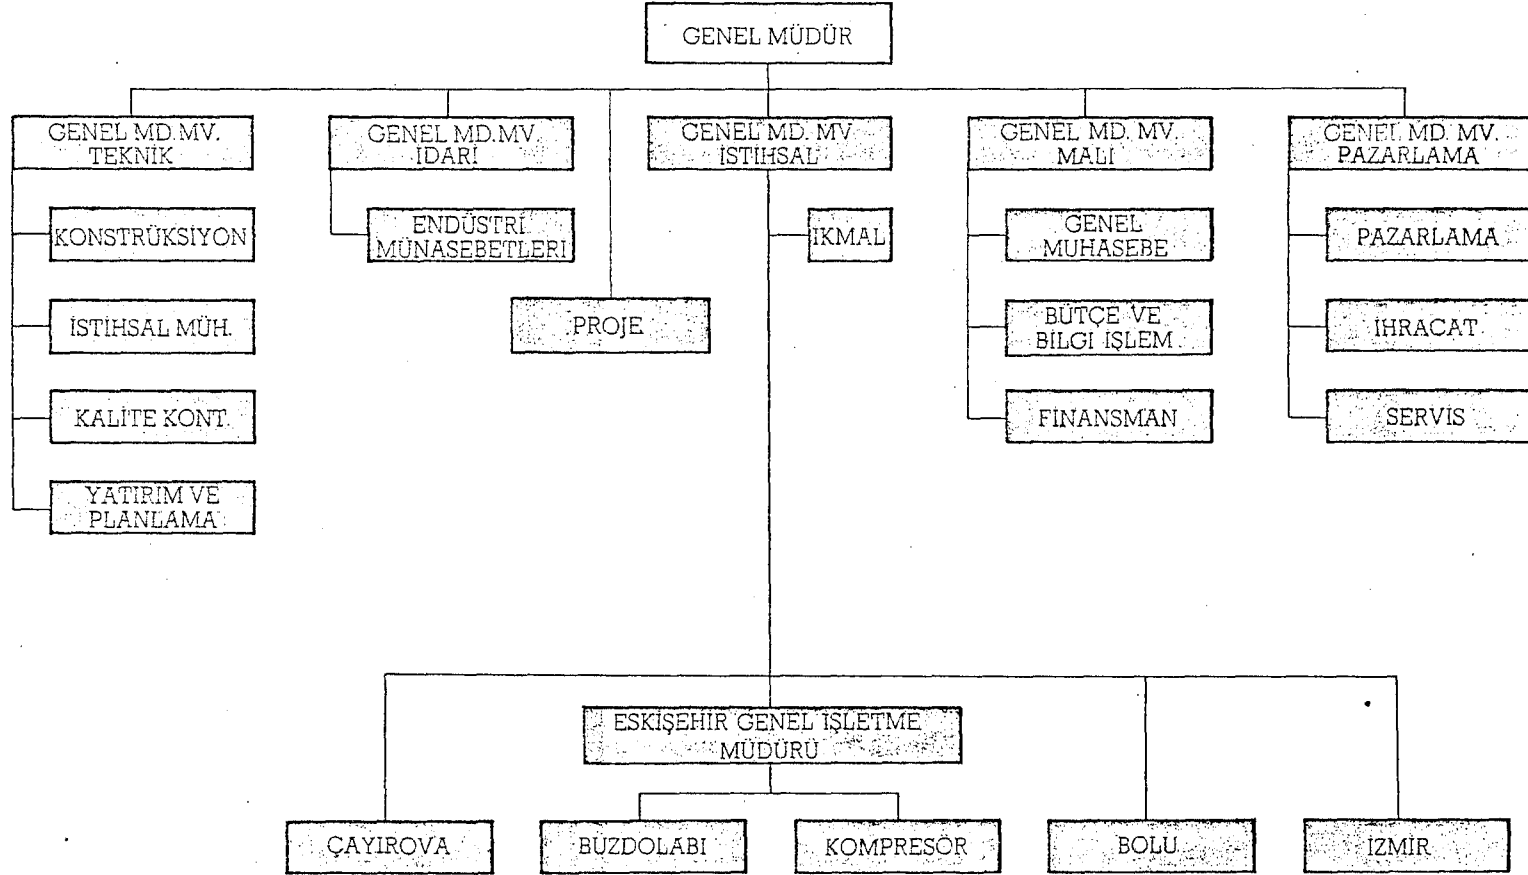 GENEL MÜDÜR
GENEL MD.MV.
TEKNİK
GENEL MD.MV.
İDARİ
GENEL MD. MV.
İSTİHSAL
GENEL MD. MV.
MALİ
GENEL MD. MV.
PAZARLAMA
KONSTRÜKSİYON
ENDÜSTRİ
MÜNASEBETLERİ
İKMAL
GENEL
MUHASEBE
PAZARLAMA
İSTİHSAL MÜH.
PROJE
BÜTÇE VE
BİLGİ İŞLEM
İHRACAT
KALİTE KONT.
FİNANSMAN
SERVİS
YATIRIM VE
PLANLAMA
ESKİŞEHİR GENEL İŞLETME
MÜDÜRÜ
ÇAYIROVA
BUZDOLABI
KOMPRESÖR
BOLU
İZMİR